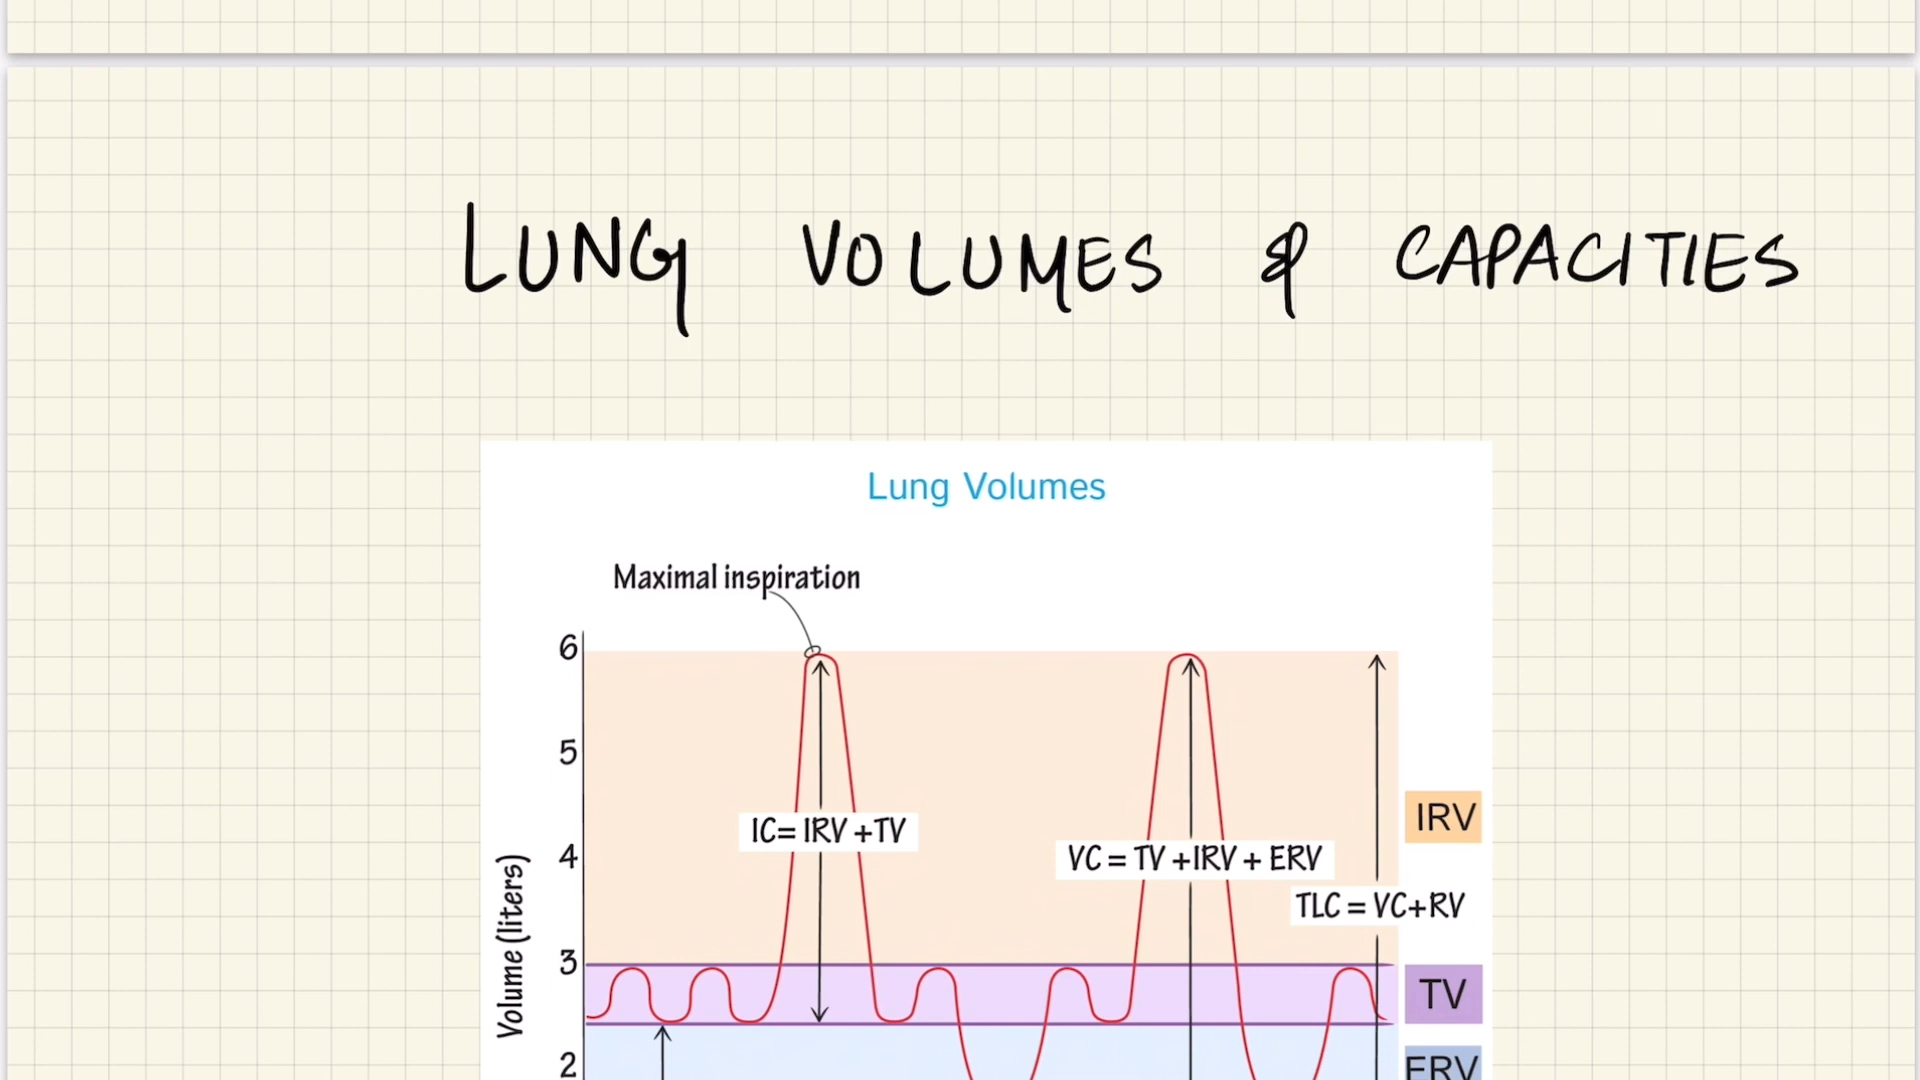 LUNG VOLUMES & CAPACITIES
Lung Volumes
Maximal inspiration
6
5
IRV
IC= IRV +TV
4
VC = TV +IRV + ERV
TLC = VC+RV
3
TV
Volume (liters)
2
ERV